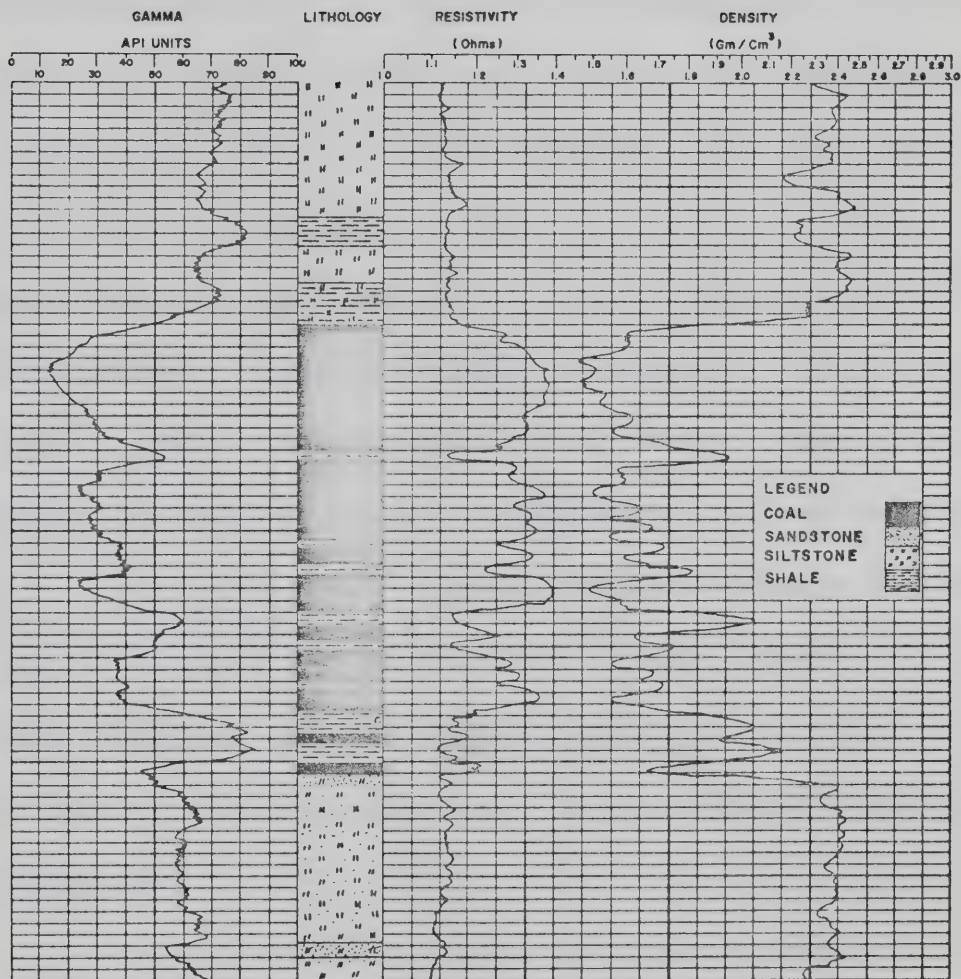 GAMMA LITHOLOGY RESISTIVITY DENSITY
API UNITS (Ohms) (Gm/Cm³)
0 10 20 30 40 50 60 70 80 90 100 1.0 1.1 1.2 1.3 1.4 1.5 1.6 1.7 1.8 1.9 2.0 2.1 2.2 2.3 2.4 2.5 2.6 2.7 2.8 2.9 3.0
LEGEND
COAL
SANDSTONE
SILTSTONE
SHALE